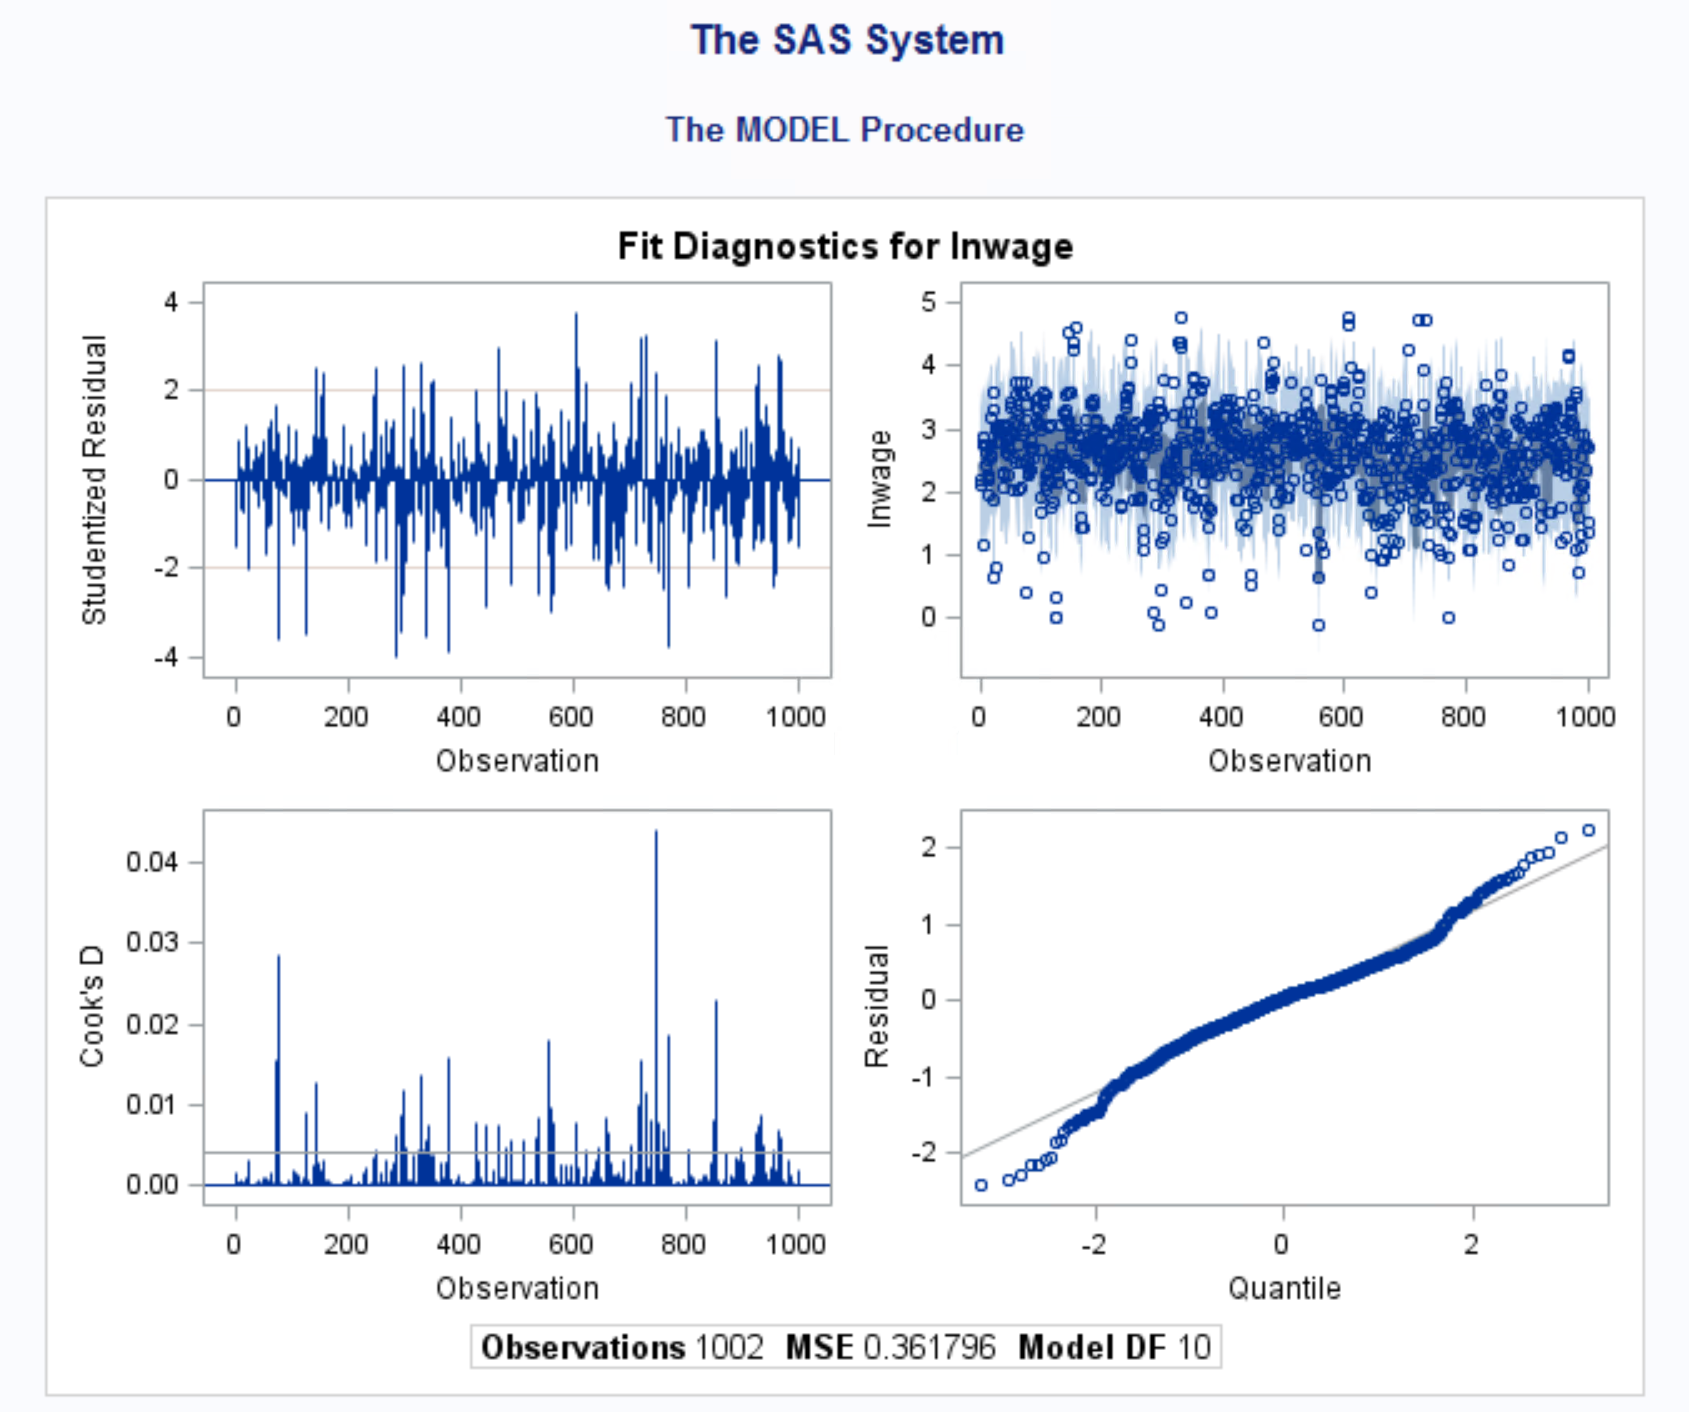 The SAS System
The MODEL Procedure
Fit Diagnostics for lnwage
Studentized Residual
4
2
0
-2
-4
0 200 400 600 800 1000
Observation
lnwage
5
4
3
2
1
0
0 200 400 600 800 1000
Observation
Cook's D
0.04
0.03
0.02
0.01
0.00
0 200 400 600 800 1000
Observation
Residual
2
1
0
-1
-2
-2 0 2
Quantile
Observations 1002 MSE 0.361796 Model DF 10